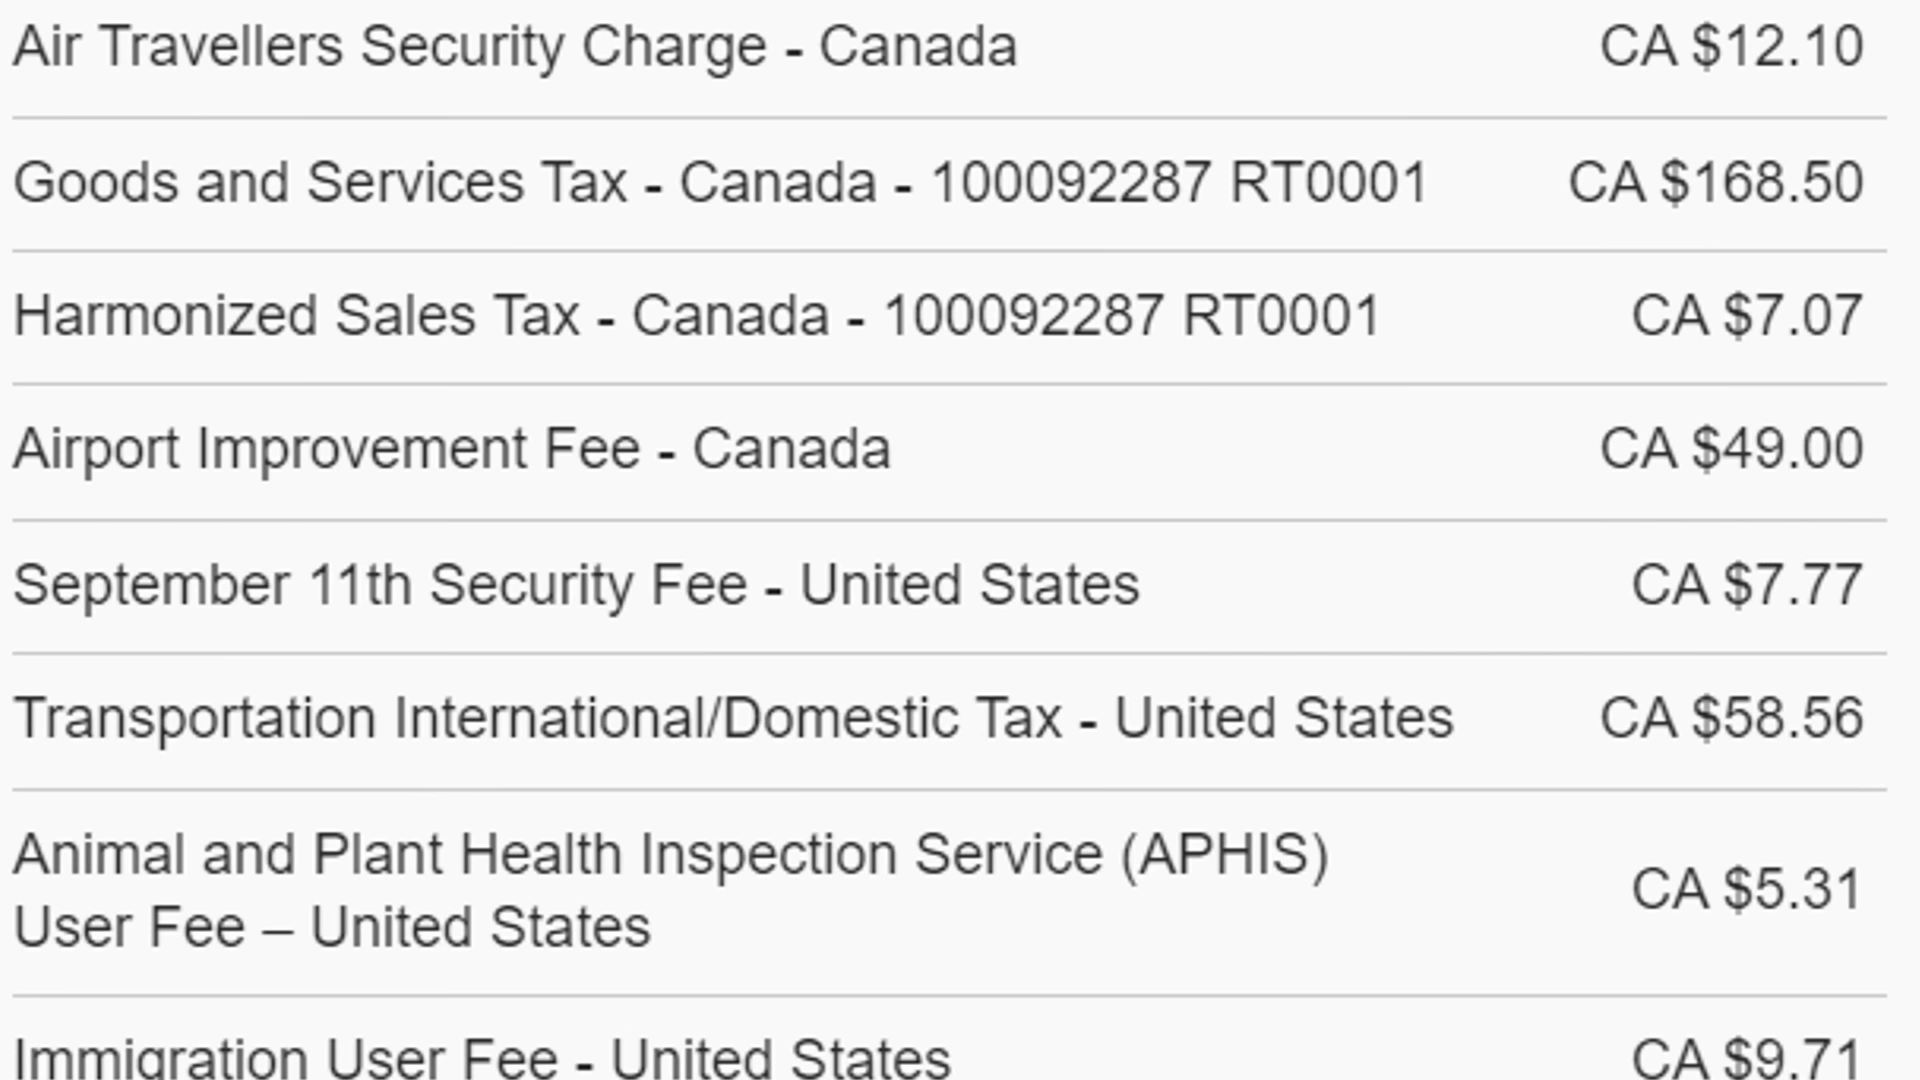 Air Travellers Security Charge - Canada CA $12.10
Goods and Services Tax - Canada - 100092287 RT0001 CA $168.50
Harmonized Sales Tax - Canada - 100092287 RT0001 CA $7.07
Airport Improvement Fee - Canada CA $49.00
September 11th Security Fee - United States CA $7.77
Transportation International/Domestic Tax - United States CA $58.56
Animal and Plant Health Inspection Service (APHIS)
User Fee – United States CA $5.31
Immigration User Fee - United States CA $9.71